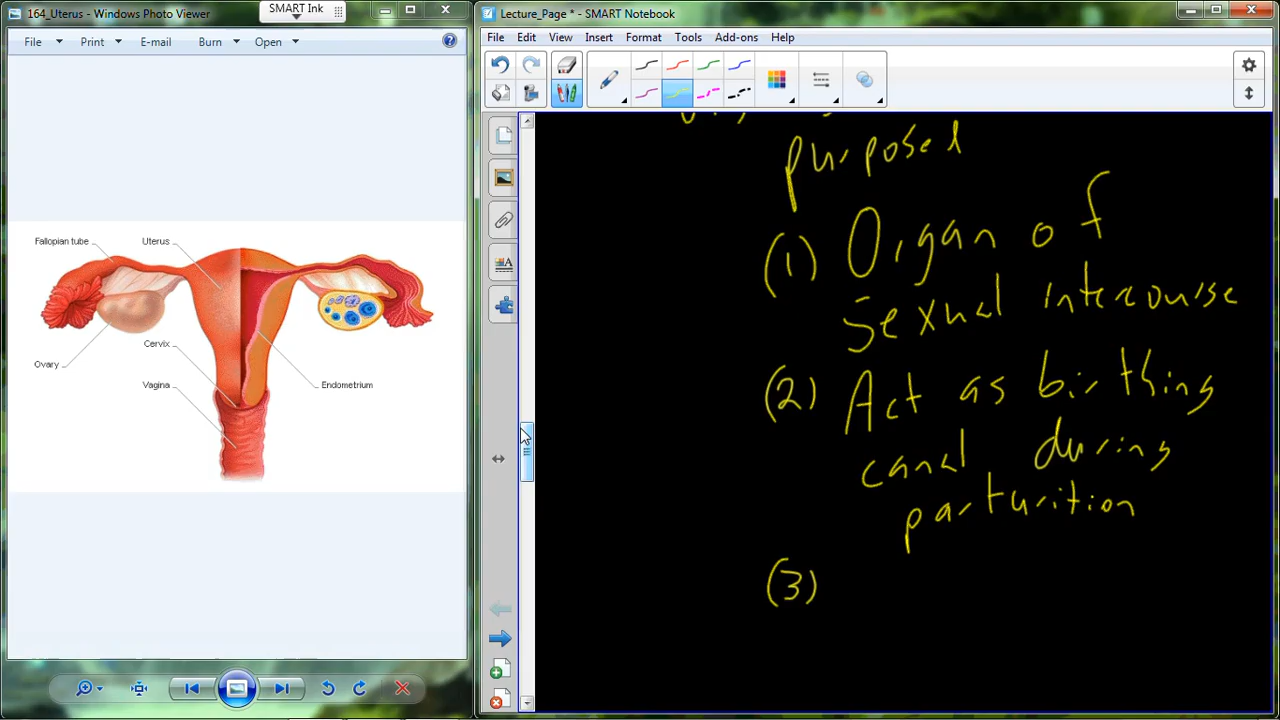 164_Uterus - Windows Photo Viewer
SMART Ink
File Print E-mail Burn Open
Fallopian tube
Uterus
Ovary
Cervix
Vagina
Endometrium
Lecture_Page * - SMART Notebook
File Edit View Insert Format Tools Add-ons Help
purposed
(1) Organ of
sexual intercourse
(2) Act as birthing
canal during
parturition
(3)